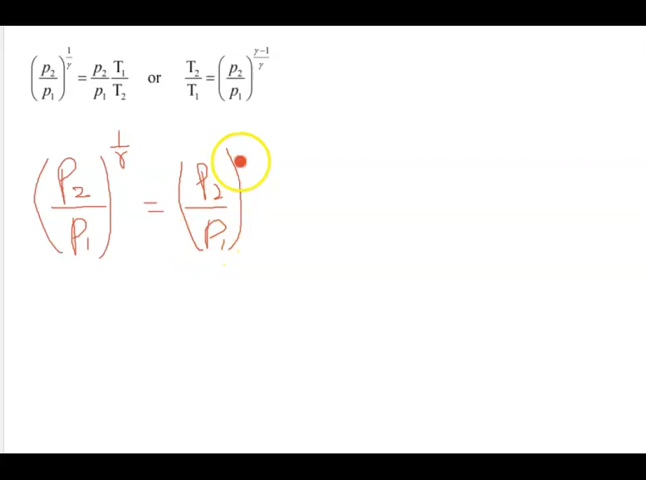 (p₂/p₁)^(1/γ) = p₂/p₁ T₁/T₂ or T₂/T₁ = (p₂/p₁)^((γ−1)/γ)
(P₂/P₁)^(1/γ) = (P₂/P₁)